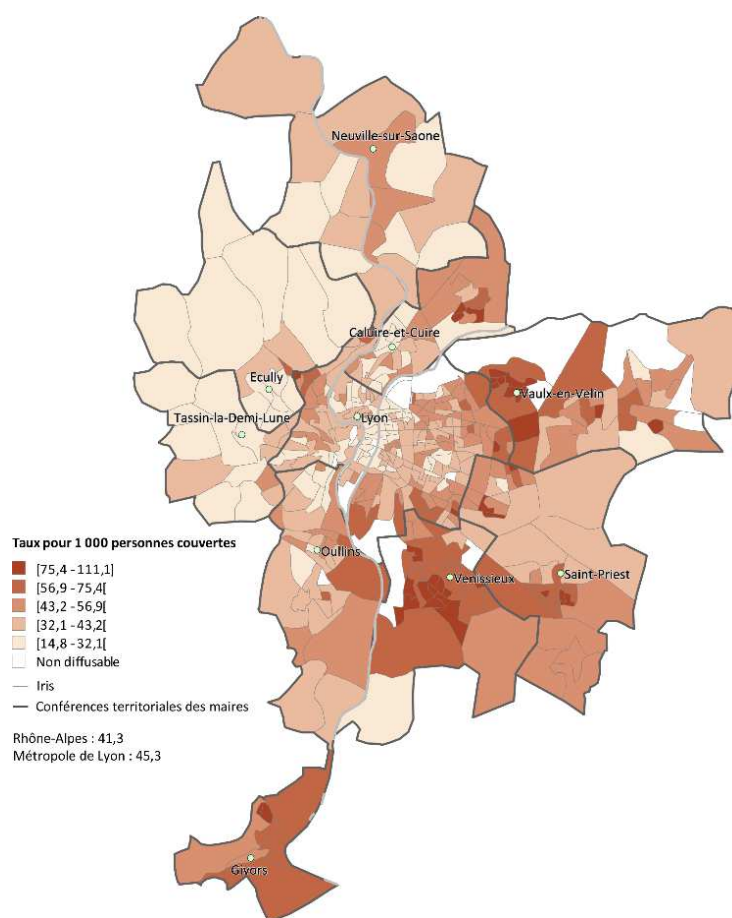 Neuville-sur-Saone
Caluire-et-Cuire
Ecully
Vaulx-en-Velin
Tassin-la-Demi-Lune
Lyon
Taux pour 1 000 personnes couvertes
[75,4 - 111,1]
[56,9 - 75,4[
[43,2 - 56,9[
[32,1 - 43,2[
[14,8 - 32,1[
Non diffusable
Iris
Conférences territoriales des maires
Oullins
Venissieux
Saint-Priest
Rhône-Alpes : 41,3
Métropole de Lyon : 45,3
Givors